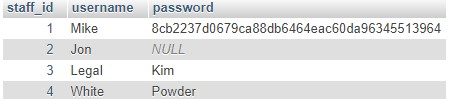 staff_id username password
1 Mike 8cb2237d0679ca88db6464eac60da96345513964
2 Jon NULL
3 Legal Kim
4 White Powder